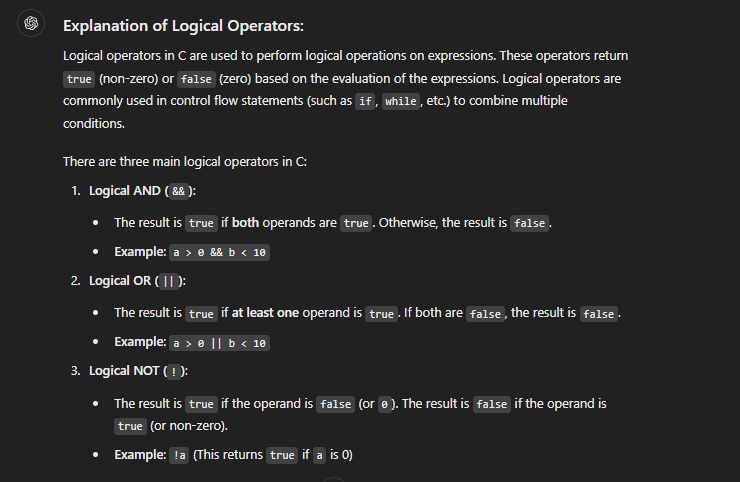 Explanation of Logical Operators:
Logical operators in C are used to perform logical operations on expressions. These operators return
true (non-zero) or false (zero) based on the evaluation of the expressions. Logical operators are
commonly used in control flow statements (such as if, while, etc.) to combine multiple
conditions.
There are three main logical operators in C:
1. Logical AND (&&):
• The result is true if both operands are true. Otherwise, the result is false.
• Example: a > 0 && b < 10
2. Logical OR (||):
• The result is true if at least one operand is true. If both are false, the result is false.
• Example: a > 0 || b < 10
3. Logical NOT (!):
• The result is true if the operand is false (or 0). The result is false if the operand is
true (or non-zero).
• Example: !a (This returns true if a is 0)